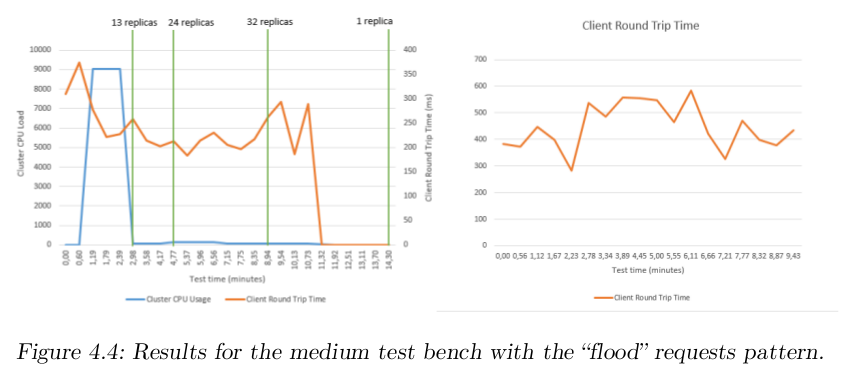 13 replicas 24 replicas 32 replicas 1 replica
10000
9000
8000
7000
6000
5000
4000
3000
2000
1000
0
Cluster CPU Load
400
350
300
250
200
150
100
50
0
Client Round Trip Time (ms)
0,00 0,60 1,19 1,79 2,39 2,98 3,58 4,17 4,77 5,37 5,96 6,56 7,15 7,75 8,35 8,94 9,54 10,13 10,73 11,32 11,92 12,51 13,11 13,70 14,30
Test time (minutes)
Cluster CPU Usage Client Round Trip Time
Client Round Trip Time
700
600
500
400
300
200
100
0
0,00 0,56 1,12 1,67 2,23 2,78 3,34 3,89 4,45 5,00 5,55 6,11 6,66 7,21 7,77 8,32 8,87 9,43
Test time (minutes)
Client Round Trip Time
Figure 4.4: Results for the medium test bench with the “flood” requests pattern.